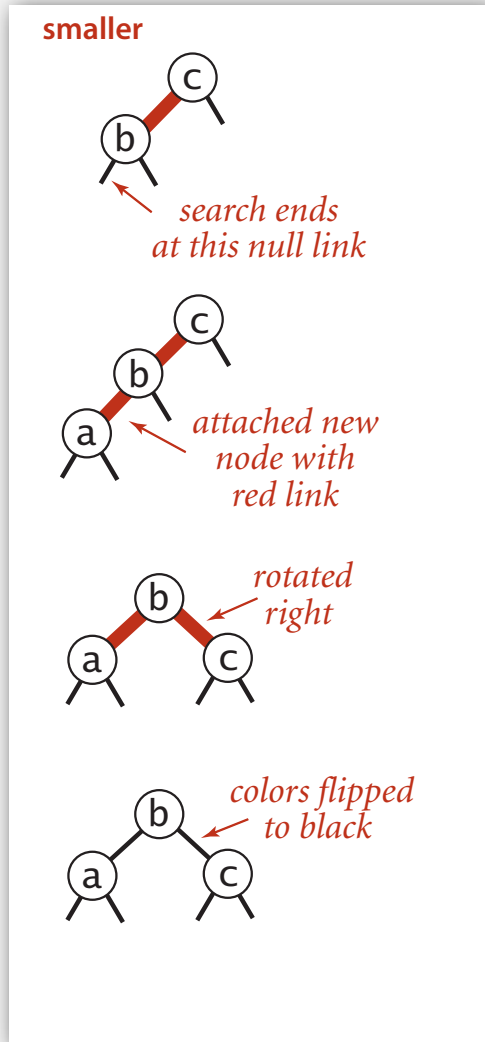 smaller
c
b
search ends
at this null link
c
b
a
attached new
node with
red link
rotated
right
b
a
c
colors flipped
to black
b
a
c